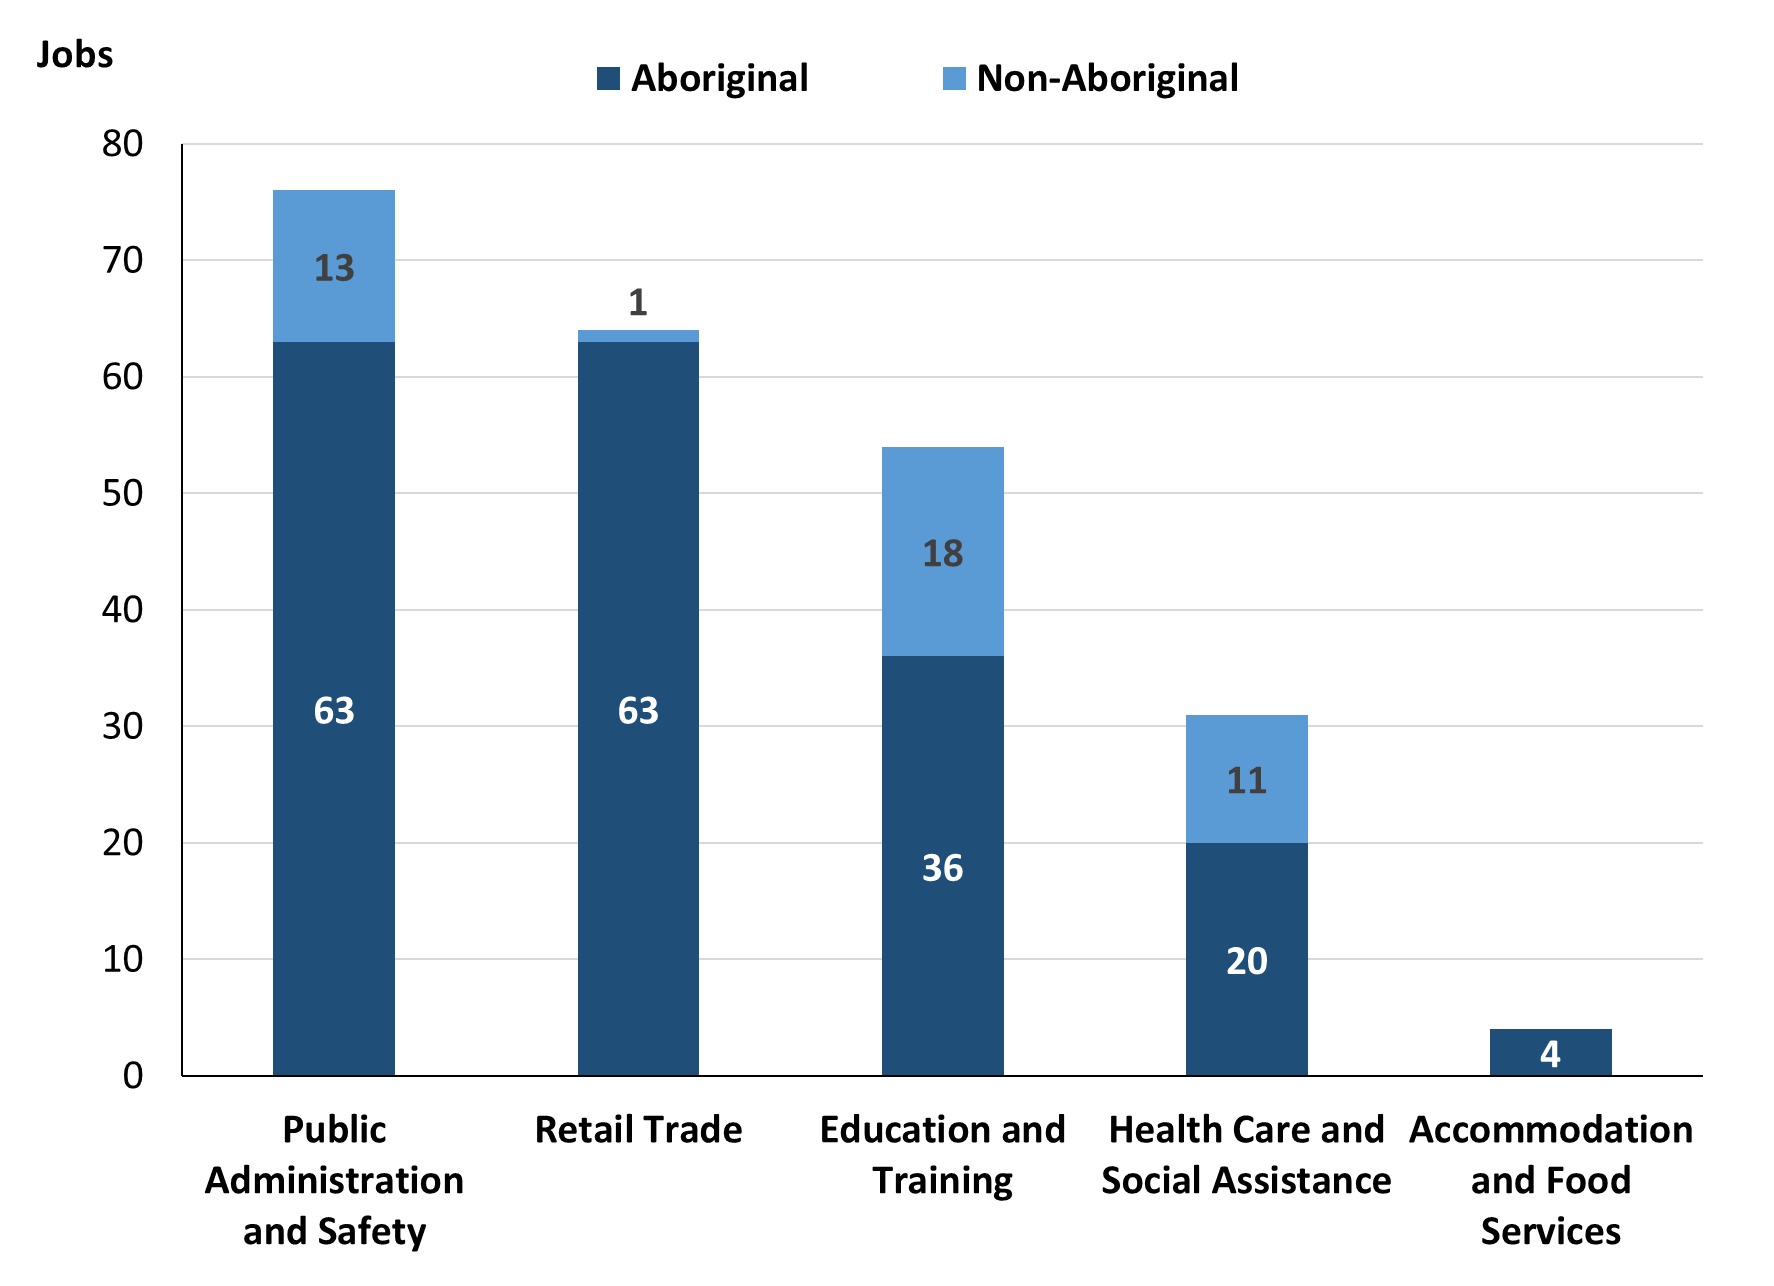 Jobs
Aboriginal
Non-Aboriginal
80
70
60
50
40
30
20
10
0
13
63
1
63
18
36
11
20
4
Public
Administration
and Safety
Retail Trade
Education and
Training
Health Care and
Social Assistance
Accommodation
and Food
Services